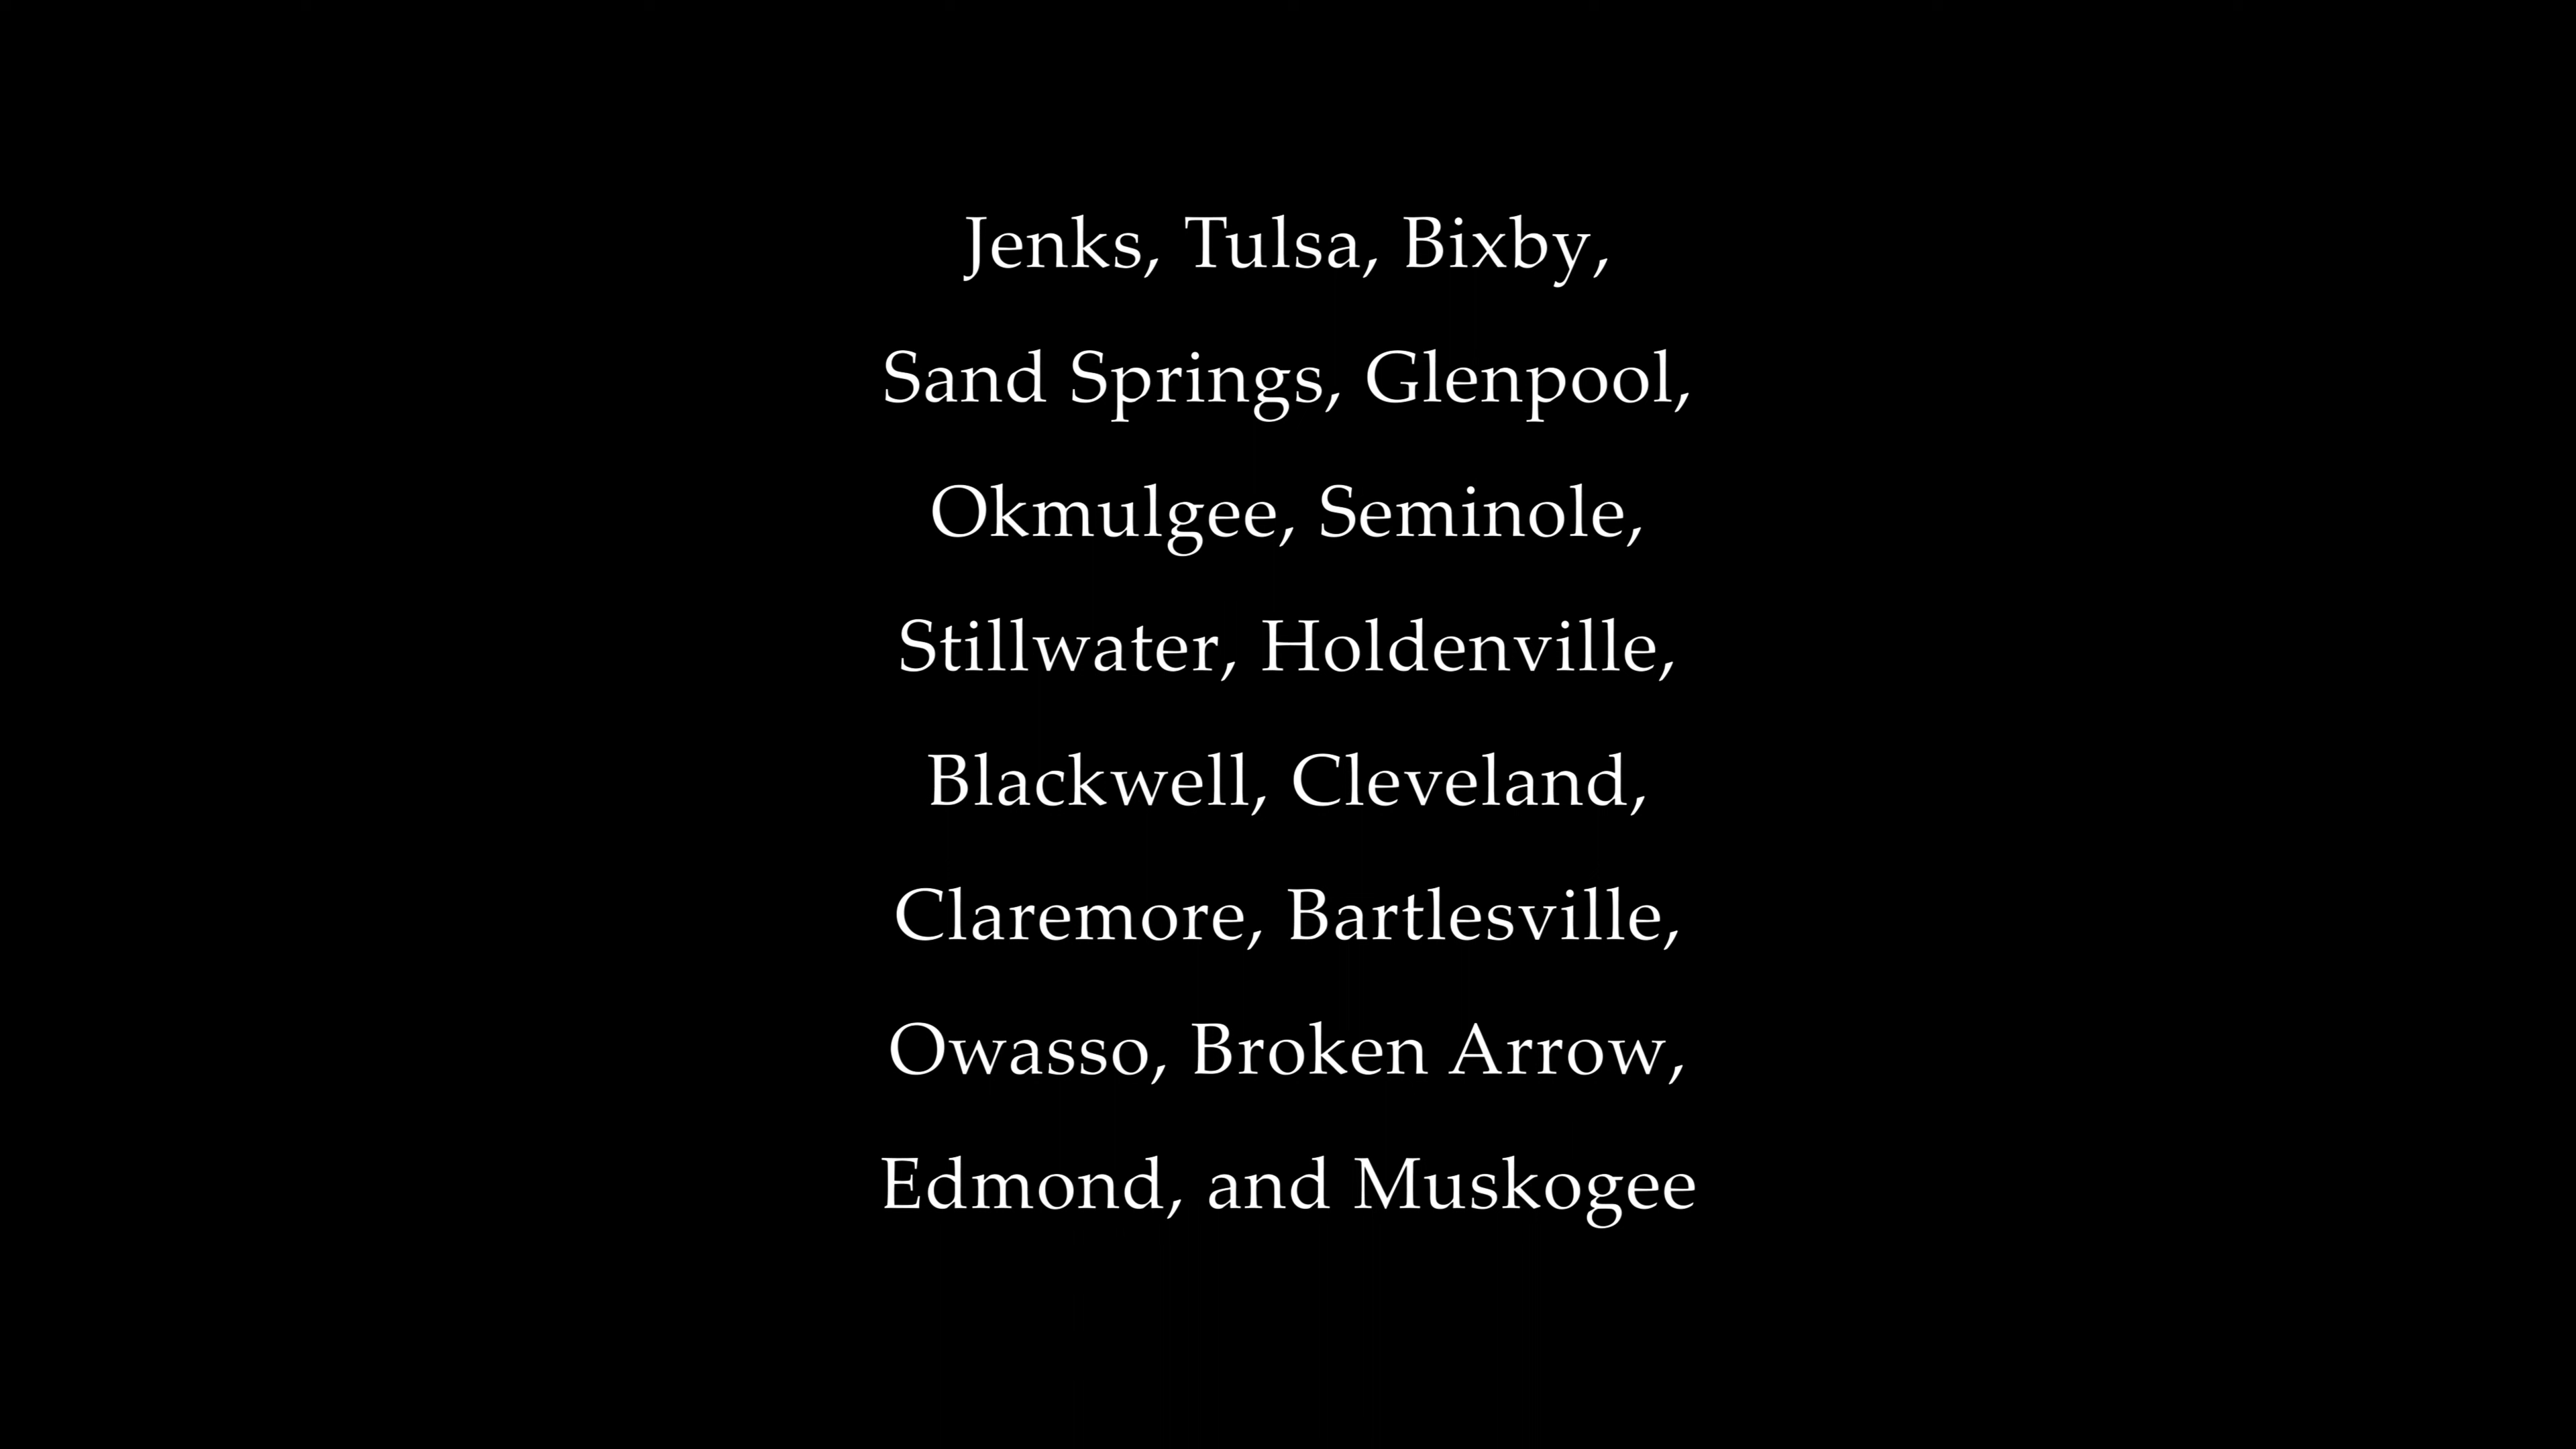 Jenks, Tulsa, Bixby,
Sand Springs, Glenpool,
Okmulgee, Seminole,
Stillwater, Holdenville,
Blackwell, Cleveland,
Claremore, Bartlesville,
Owasso, Broken Arrow,
Edmond, and Muskogee